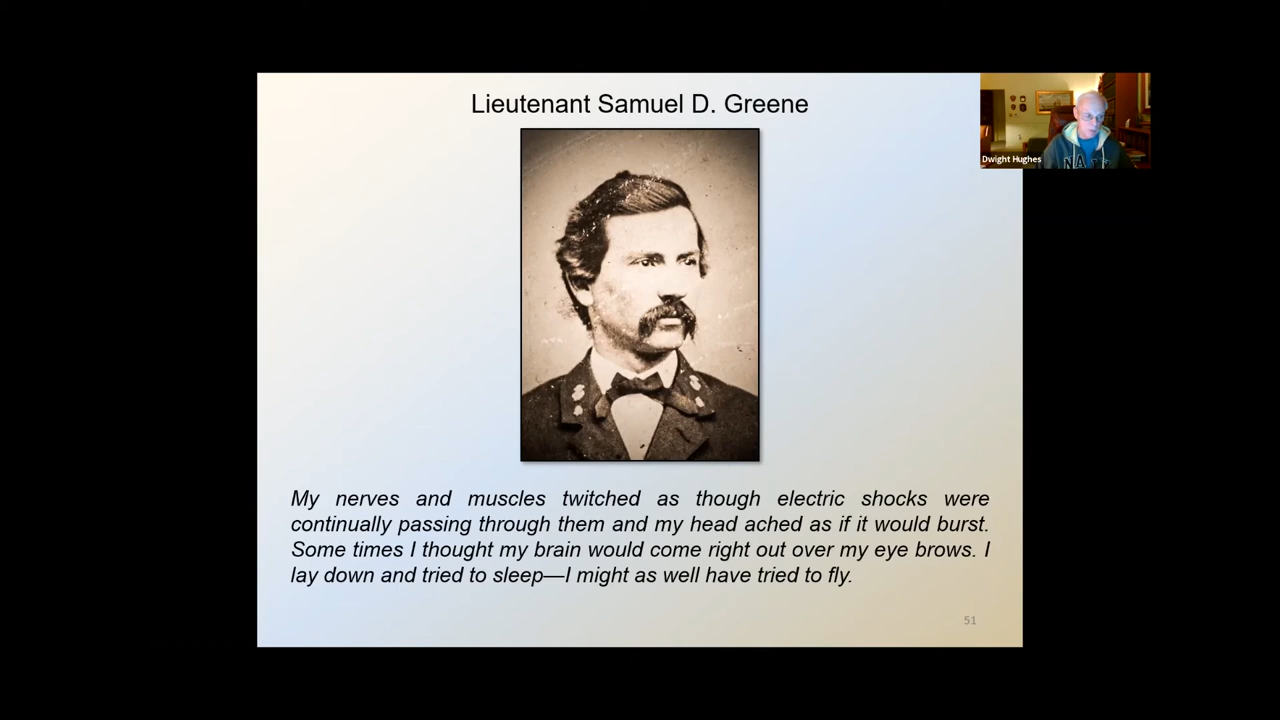 Lieutenant Samuel D. Greene
Dwight Hughes
NA
My nerves and muscles twitched as though electric shocks were
continually passing through them and my head ached as if it would burst.
Some times I thought my brain would come right out over my eye brows. I
lay down and tried to sleep—I might as well have tried to fly.
51